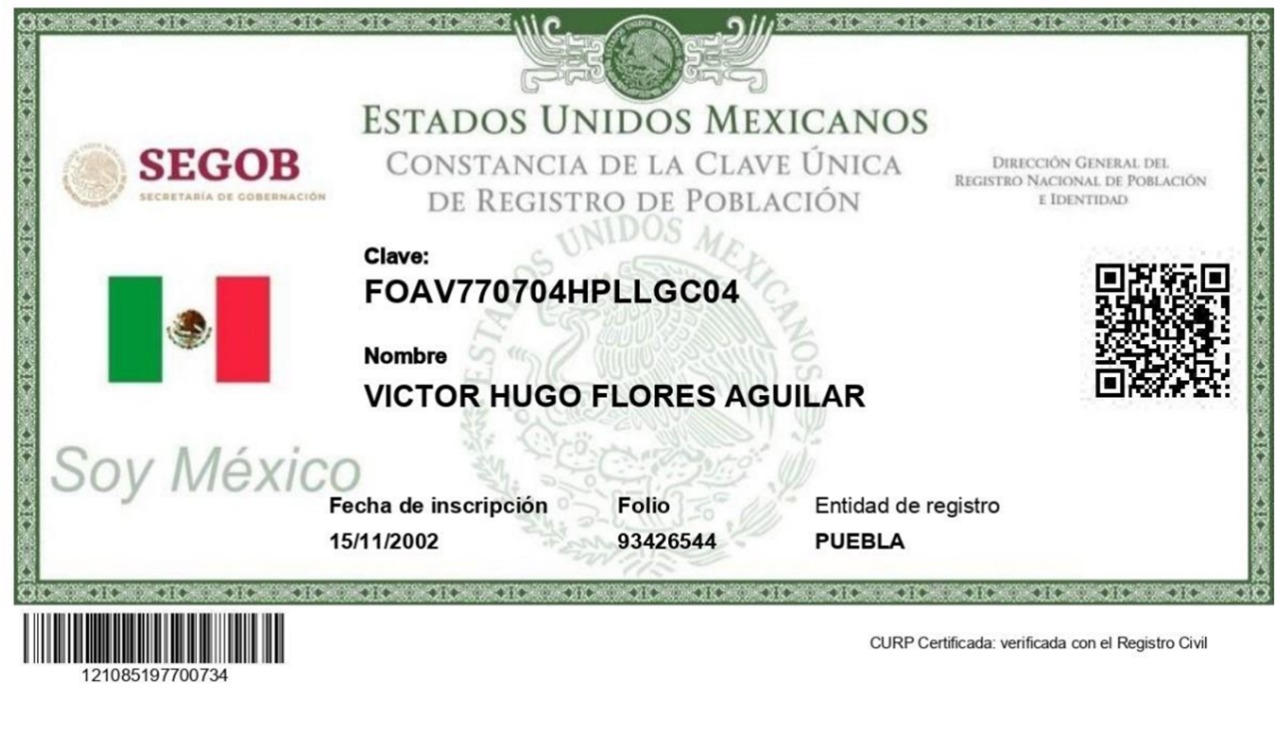 ESTADOS UNIDOS MEXICANOS
SEGOB
SECRETARÍA DE GOBERNACIÓN
CONSTANCIA DE LA CLAVE ÚNICA
DE REGISTRO DE POBLACIÓN
DIRECCIÓN GENERAL DEL
REGISTRO NACIONAL DE POBLACIÓN
E IDENTIDAD
ESTADOS UNIDOS MEXICANOS
Clave:
FOAV770704HPLLGC04
Nombre
VICTOR HUGO FLORES AGUILAR
Soy México
Fecha de inscripción Folio Entidad de registro
15/11/2002 93426544 PUEBLA
121085197700734
CURP Certificada: verificada con el Registro Civil